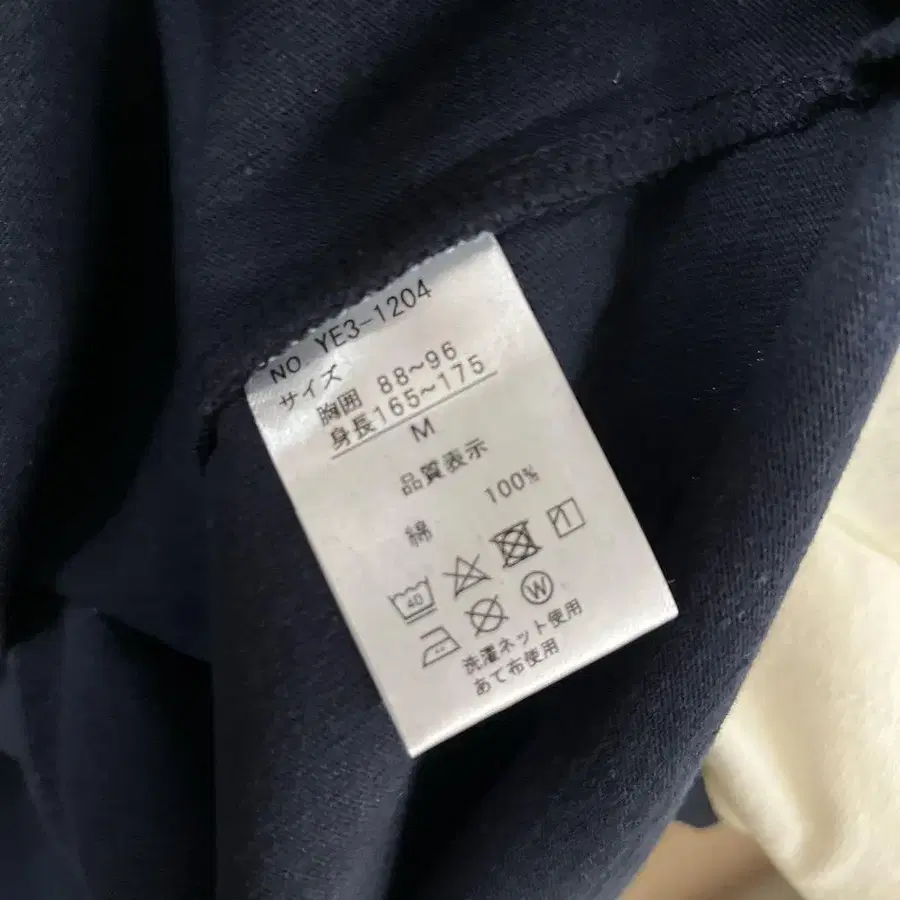 NO YE3-1204
サイズ
胸囲 88~96
身長165~175
M
品質表示
綿 100%
40
W
洗濯ネット使用
あて布使用